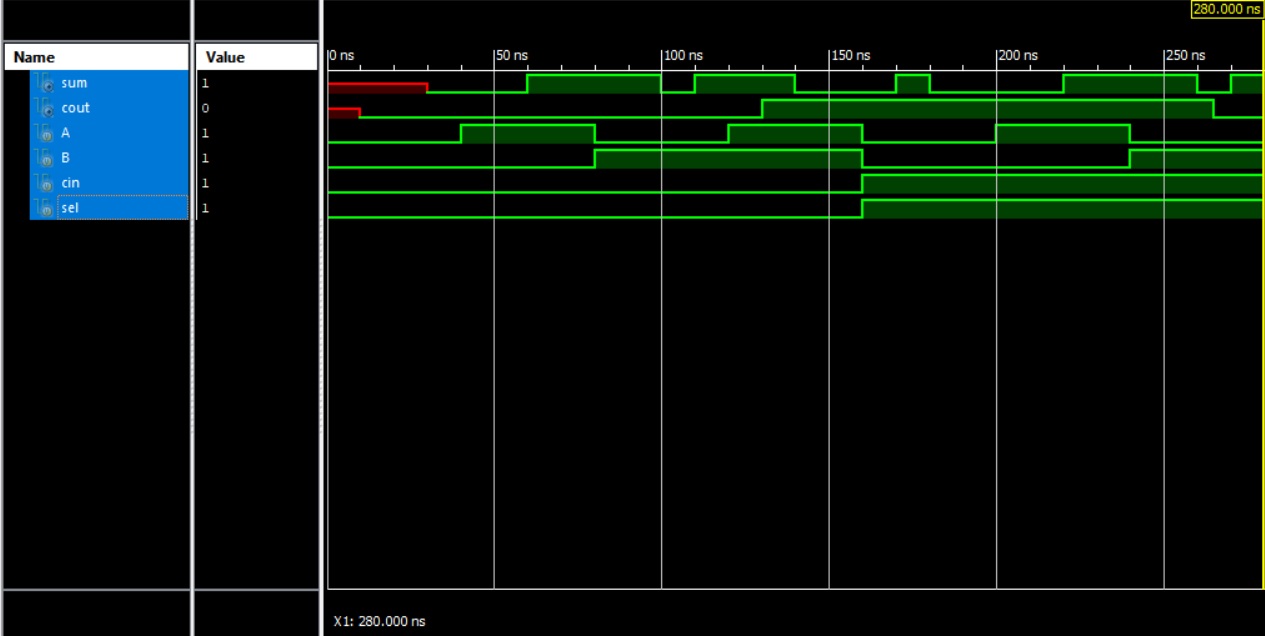 280.000 ns
Name Value
0 ns 50 ns 100 ns 150 ns 200 ns 250 ns
sum 1
cout 0
A 1
B 1
cin 1
sel 1
X1: 280.000 ns